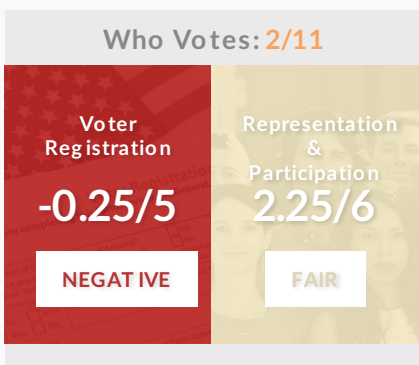 Who Votes: 2/11
Voter
Registration
-0.25/5
NEGATIVE
Representation
&
Participation
2.25/6
FAIR